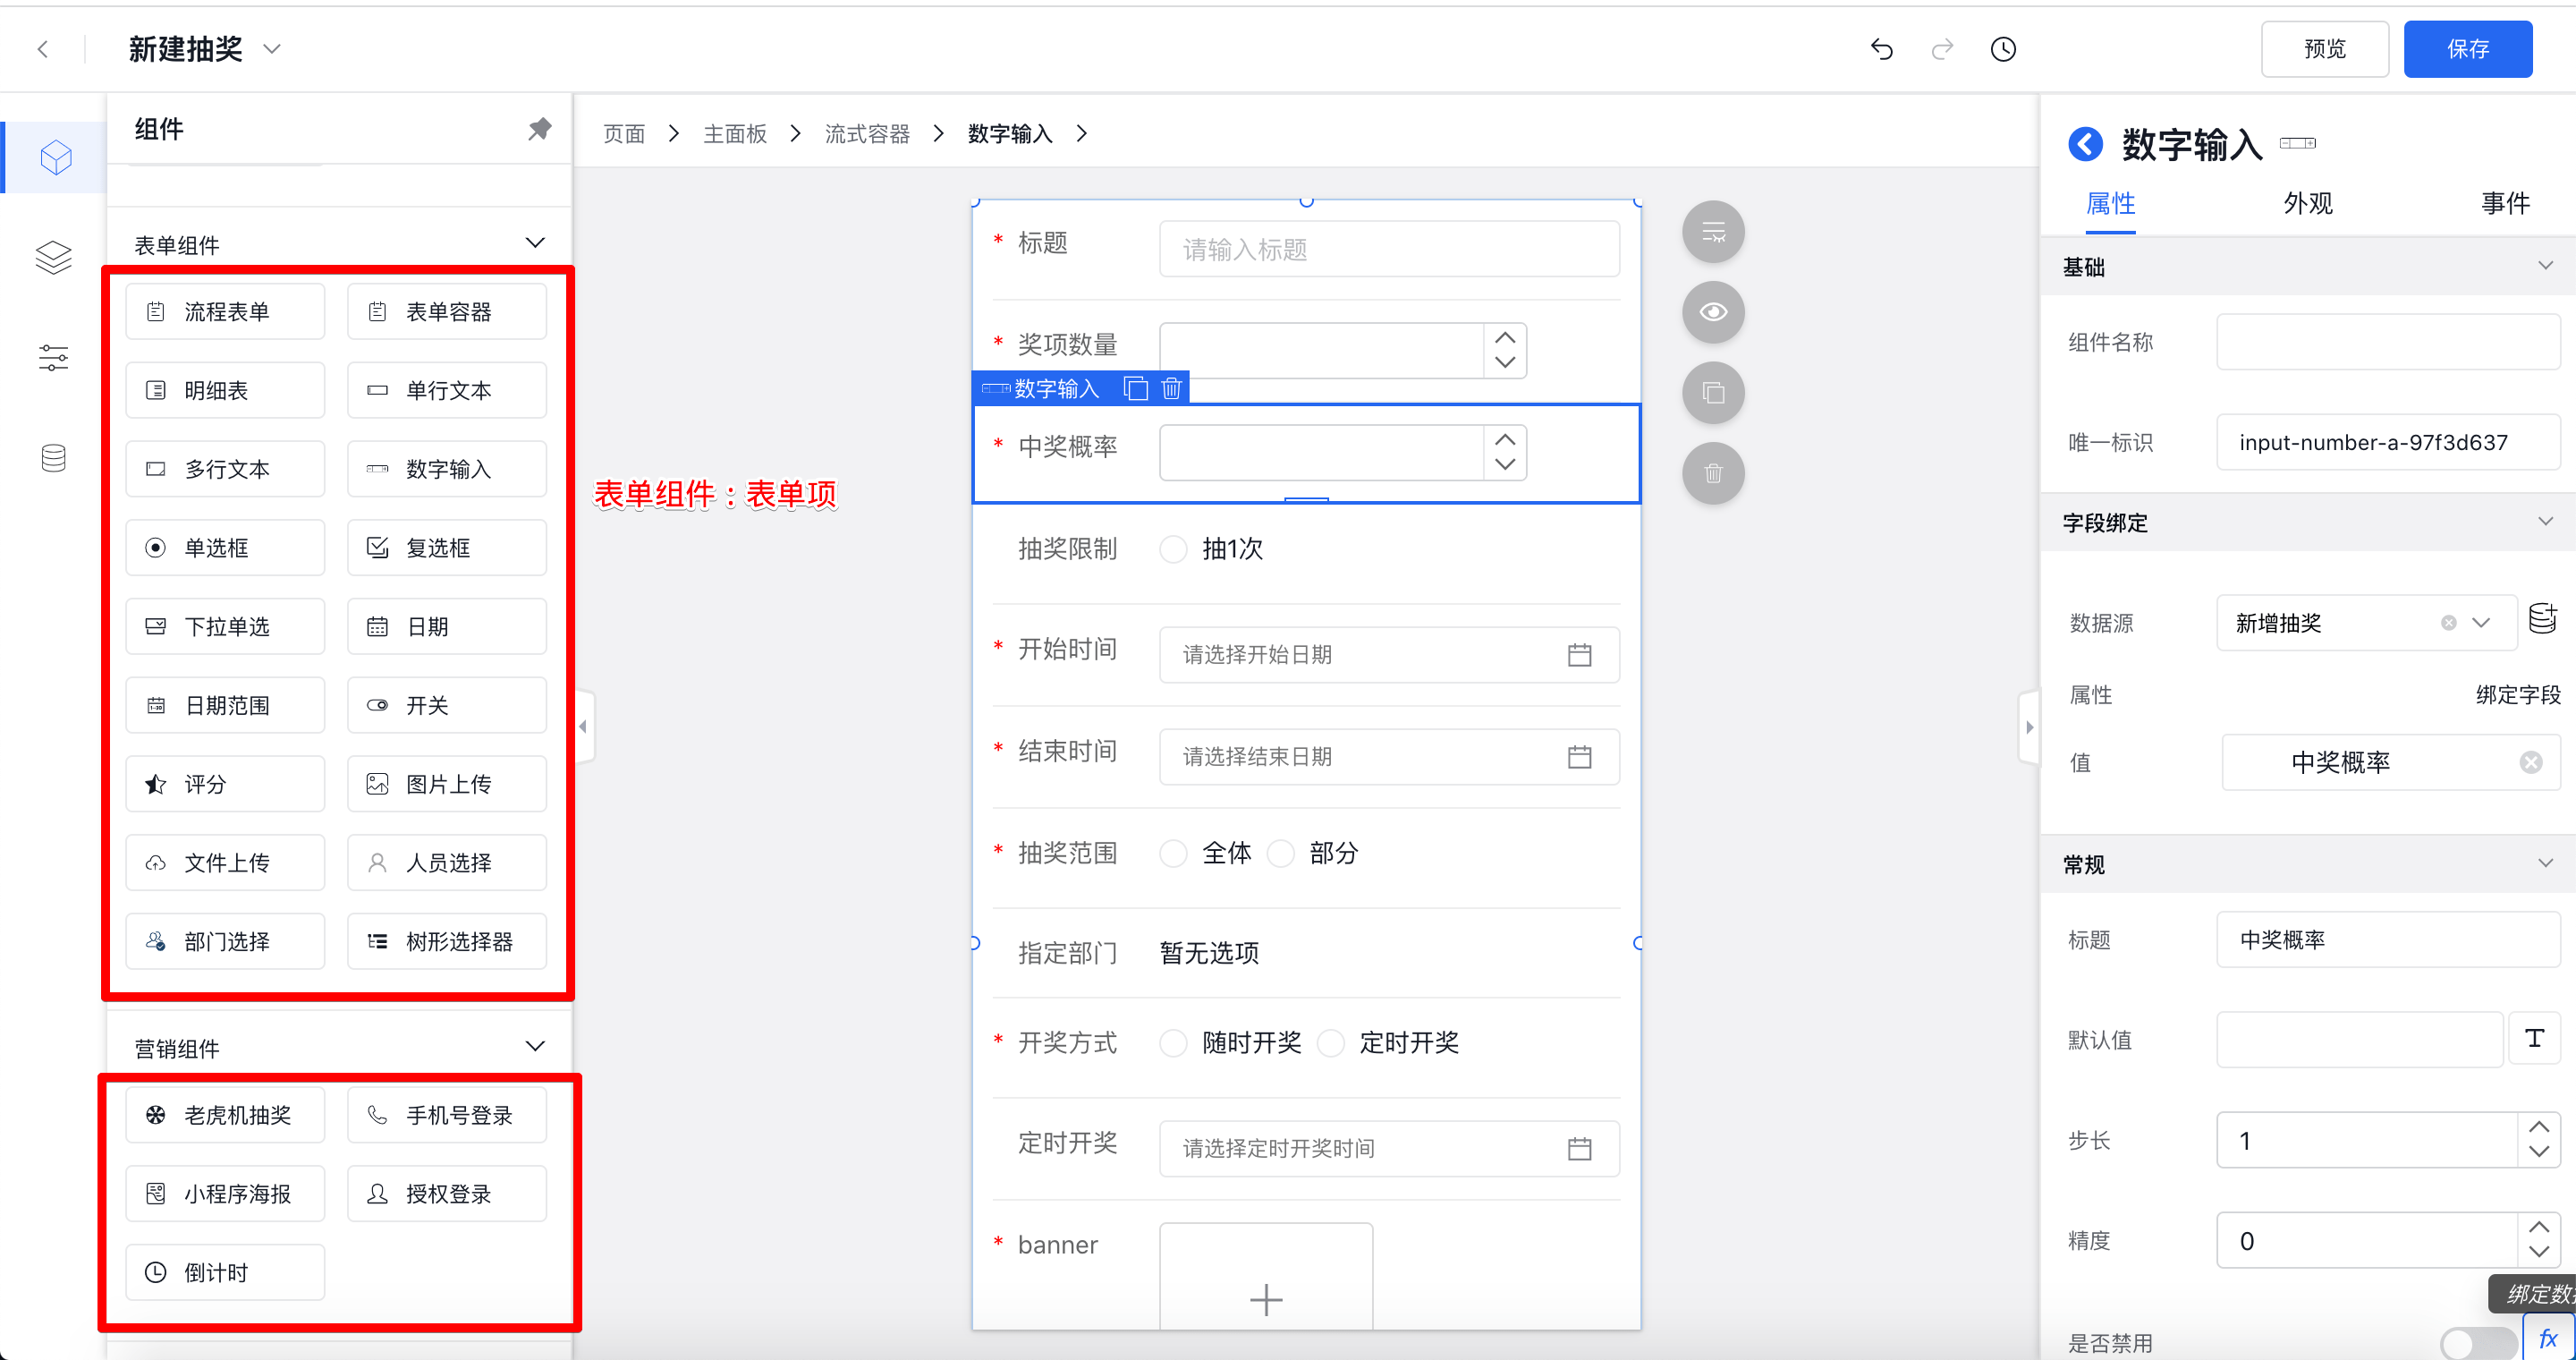 新建抽奖
预览
保存
组件
表单组件
流程表单
表单容器
明细表
单行文本
多行文本
数字输入
单选框
复选框
下拉单选
日期
日期范围
开关
评分
图片上传
文件上传
人员选择
部门选择
树形选择器
营销组件
老虎机抽奖
手机号登录
小程序海报
授权登录
倒计时
表单组件：表单项
页面 > 主面板 > 流式容器 > 数字输入 >
* 标题
请输入标题
* 奖项数量
数字输入
* 中奖概率
抽奖限制
抽1次
* 开始时间
请选择开始日期
* 结束时间
请选择结束日期
* 抽奖范围
全体
部分
指定部门
暂无选项
* 开奖方式
随时开奖
定时开奖
定时开奖
请选择定时开奖时间
* banner
数字输入
属性
外观
事件
基础
组件名称
唯一标识
input-number-a-97f3d637
字段绑定
数据源
新增抽奖
属性
绑定字段
值
中奖概率
常规
标题
中奖概率
默认值
T
步长
1
精度
0
绑定数
是否禁用
fx